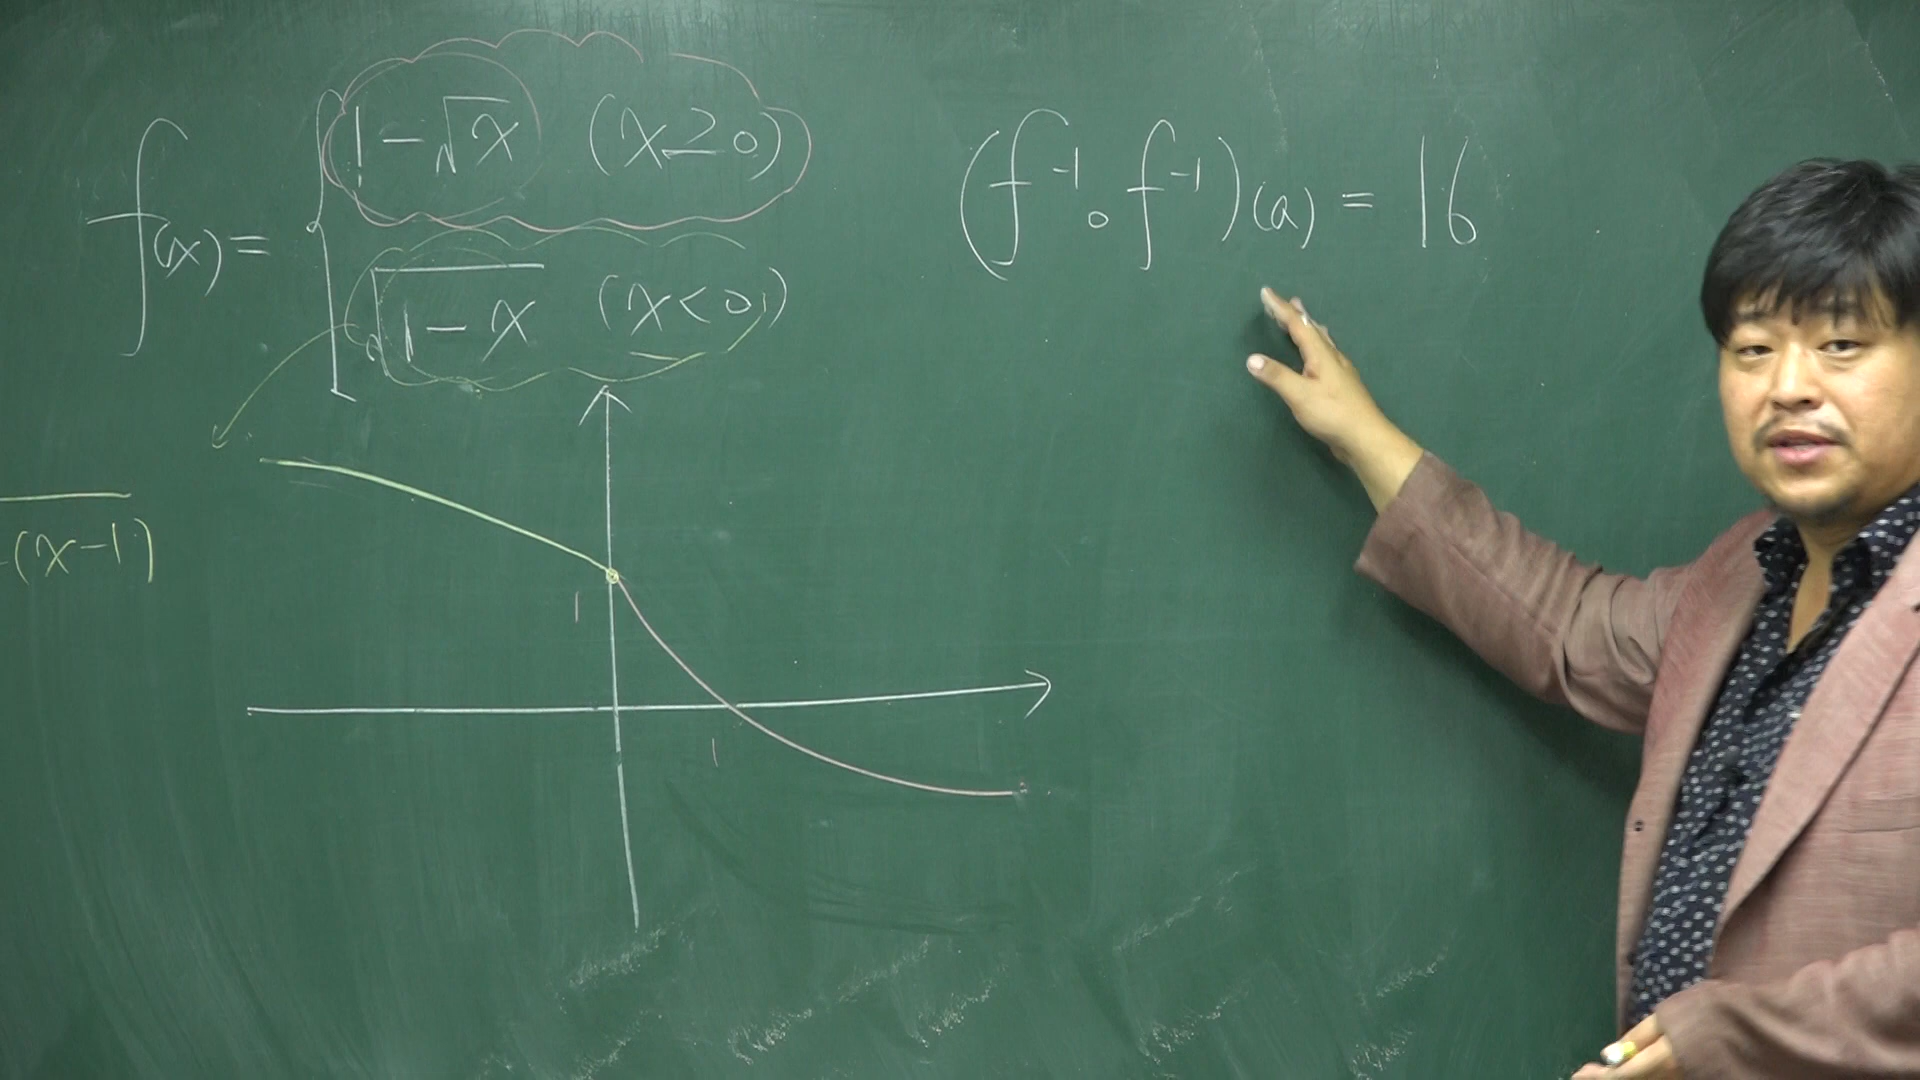 f(x) = { 1 - √x (x ≥ 0)
√(1 - x) (x < 0)
(f⁻¹ ∘ f⁻¹)(a) = 16
-(x-1)
1
1